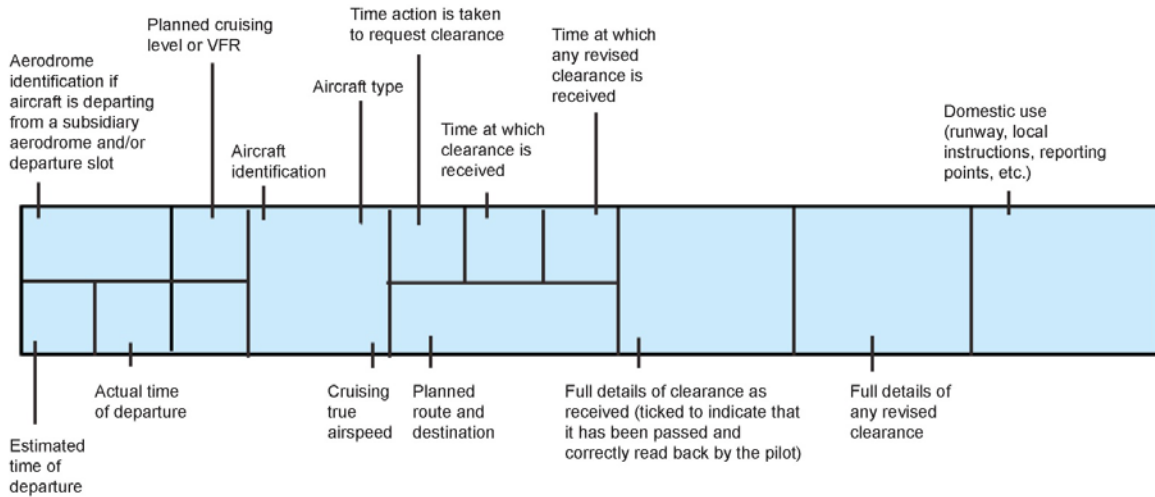 Aerodrome
identification if
aircraft is departing
from a subsidiary
aerodrome and/or
departure slot
Planned cruising
level or VFR
Aircraft
identification
Aircraft type
Time action is taken
to request clearance
Time at which
clearance is
received
Time at which
any revised
clearance is
received
Domestic use
(runway, local
instructions, reporting
points, etc.)
Estimated
time of
departure
Actual time
of departure
Cruising
true
airspeed
Planned
route and
destination
Full details of clearance as
received (ticked to indicate that
it has been passed and
correctly read back by the pilot)
Full details of
any revised
clearance